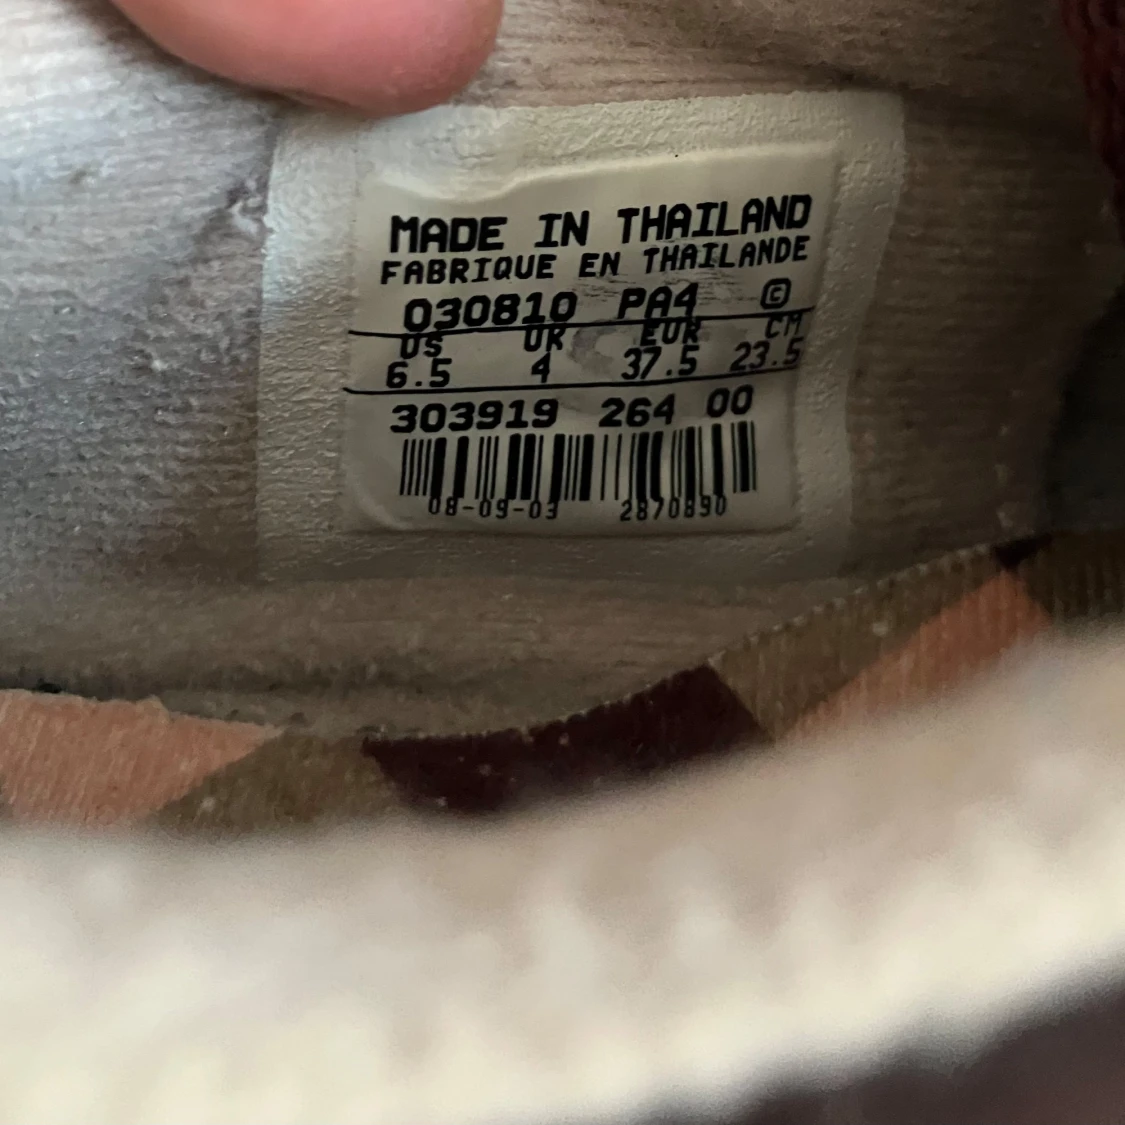 MADE IN THAILAND
FABRIQUE EN THAILANDE
030810 PA4 ©
US UK EUR CM
6.5 4 37.5 23.5
303919 264 00
08-09-03 2870890